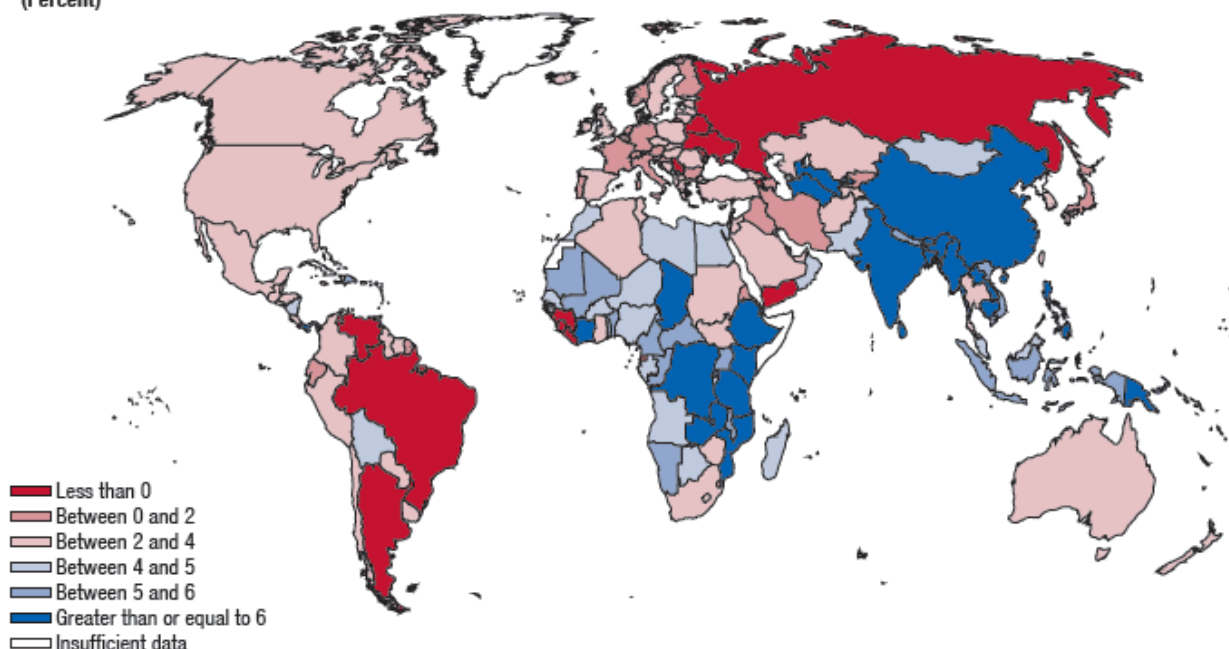 (Percent)
Less than 0
Between 0 and 2
Between 2 and 4
Between 4 and 5
Between 5 and 6
Greater than or equal to 6
Insufficient data